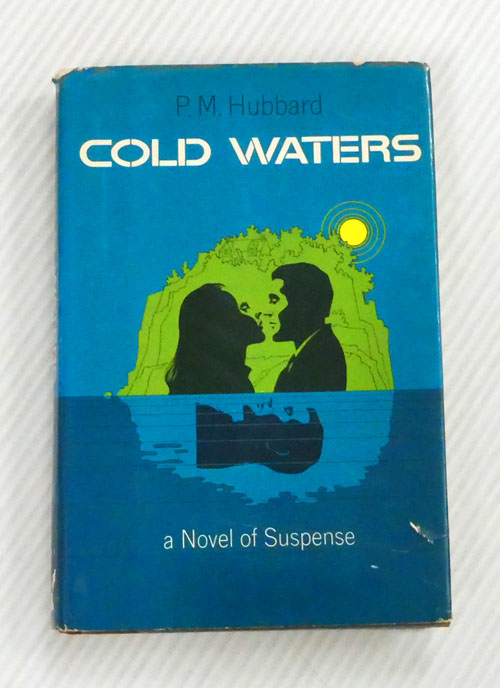 P. M. Hubbard
COLD WATERS
a Novel of Suspense